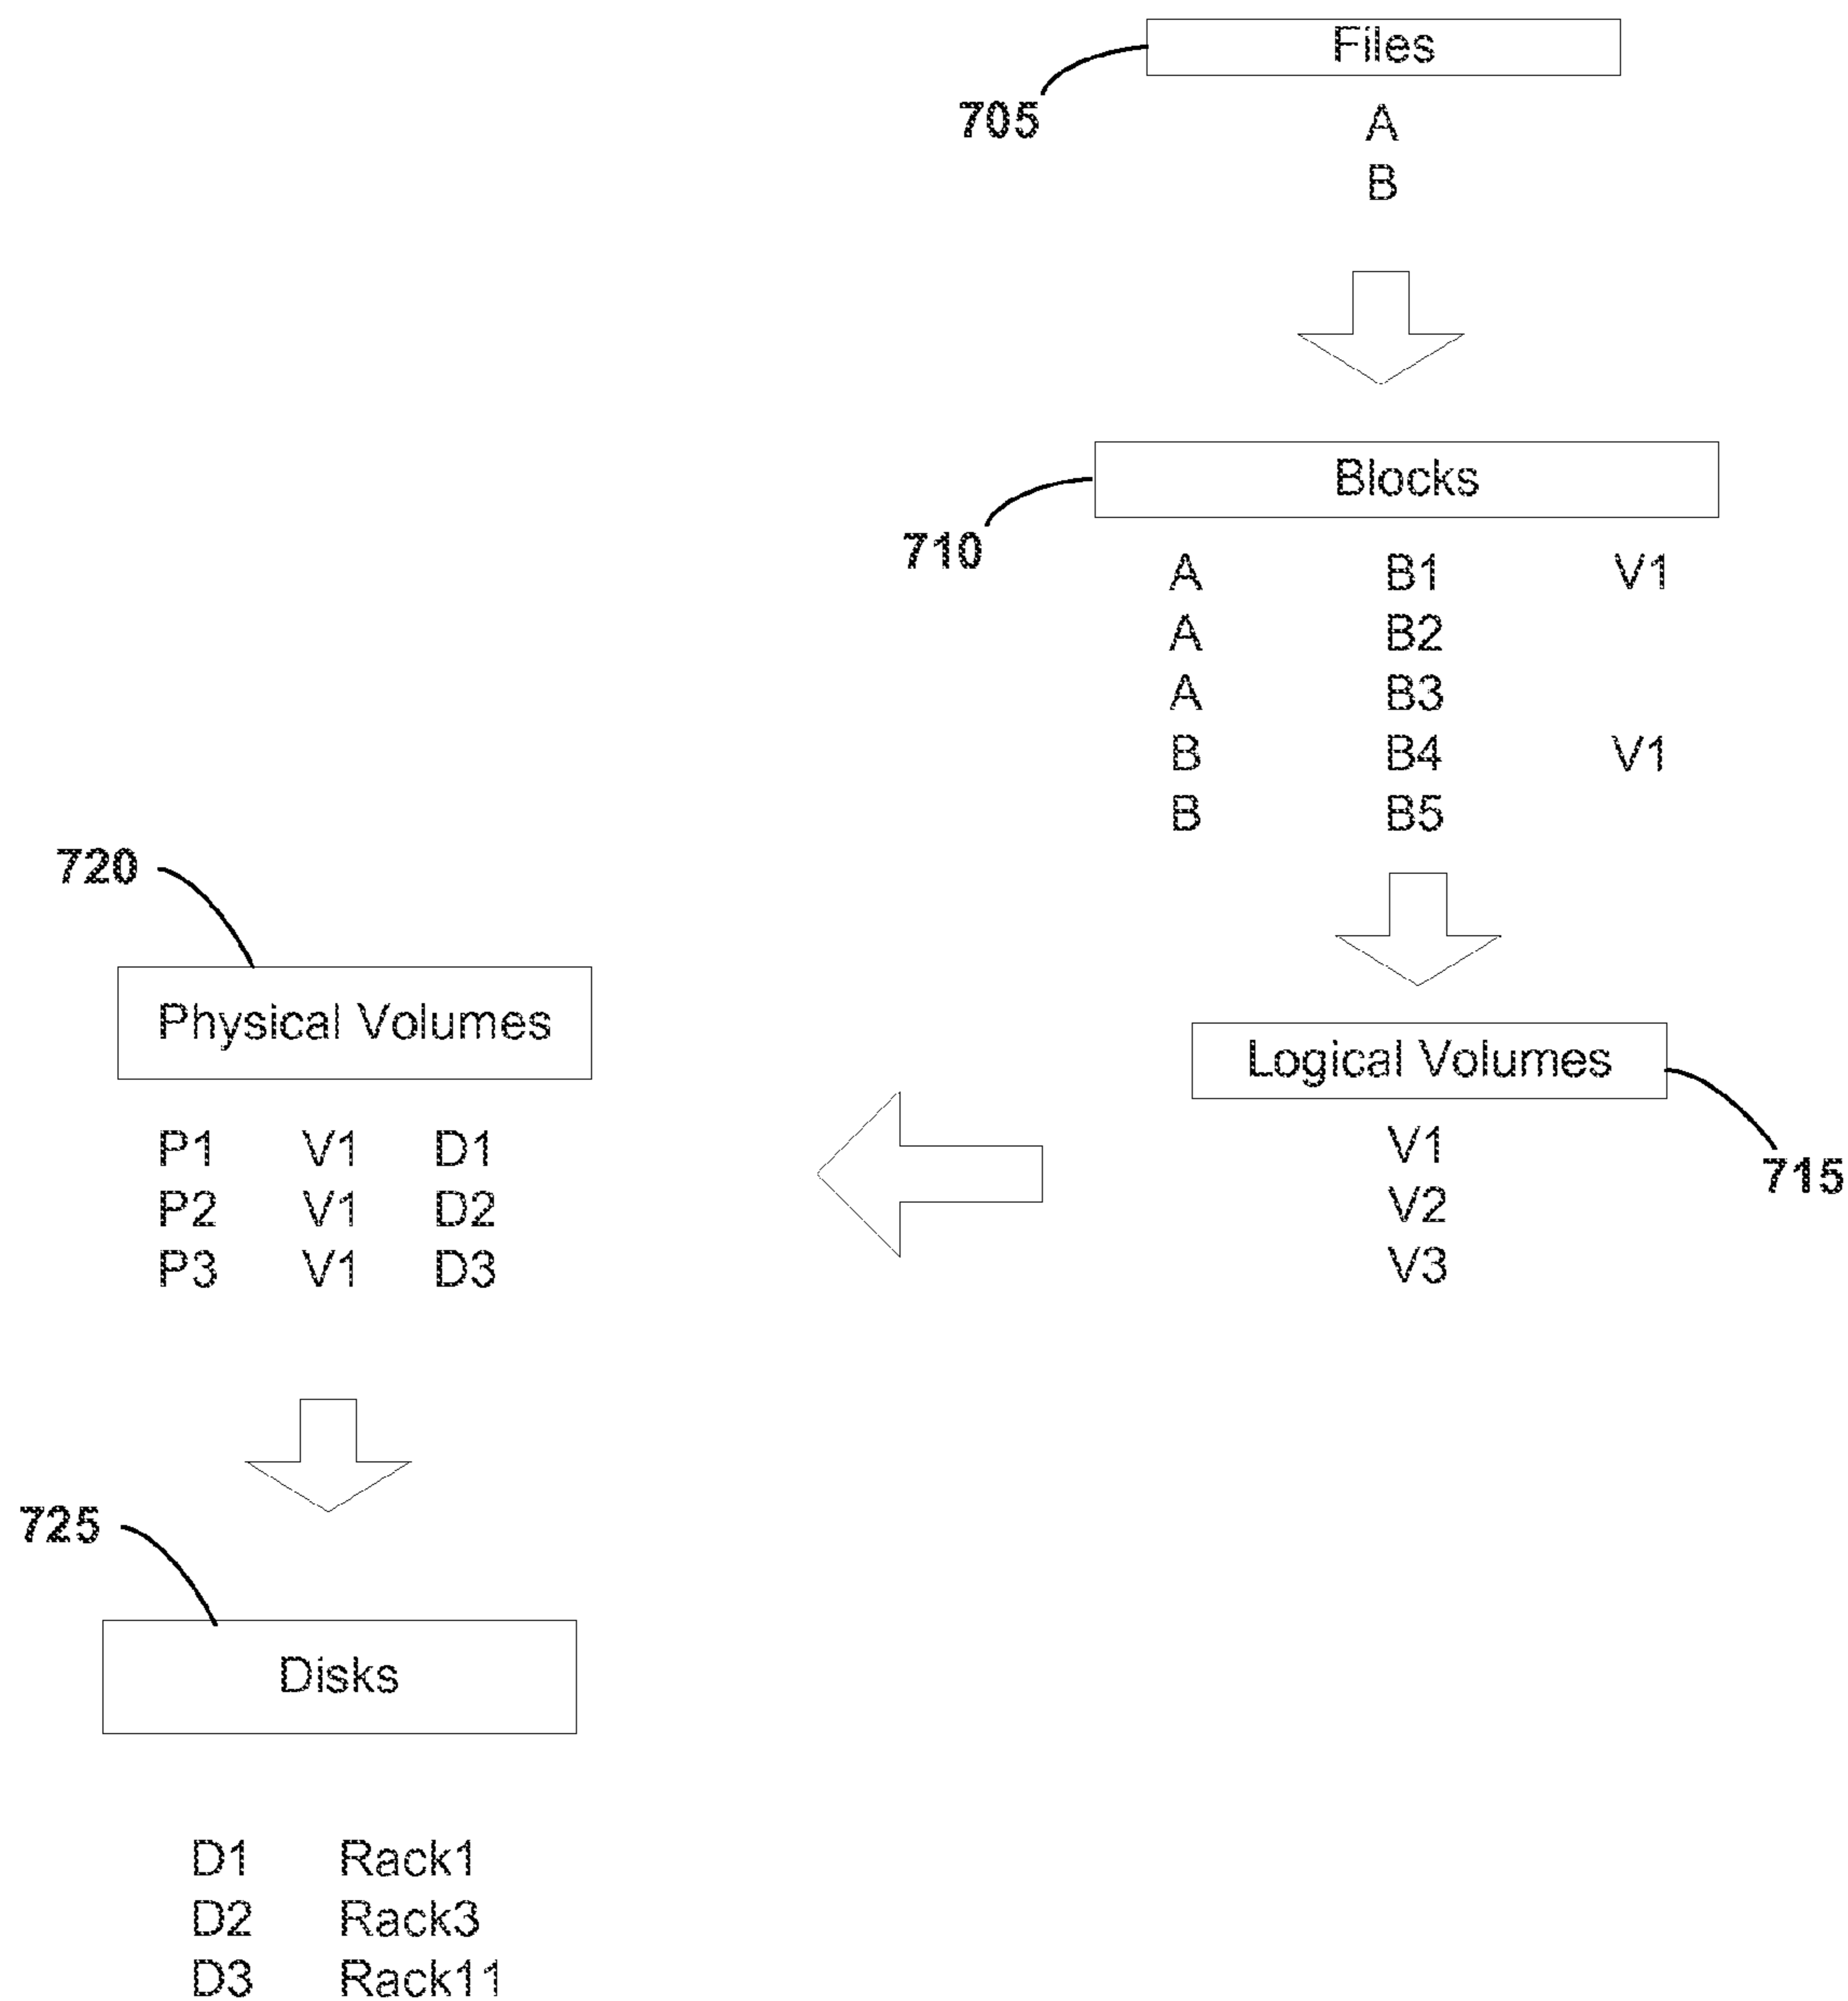 Files
705
A
B
Blocks
710
A B1 V1
A B2
A B3
B B4 V1
B B5
Logical Volumes
715
V1
V2
V3
720
Physical Volumes
P1 V1 D1
P2 V1 D2
P3 V1 D3
725
Disks
D1 Rack1
D2 Rack3
D3 Rack11